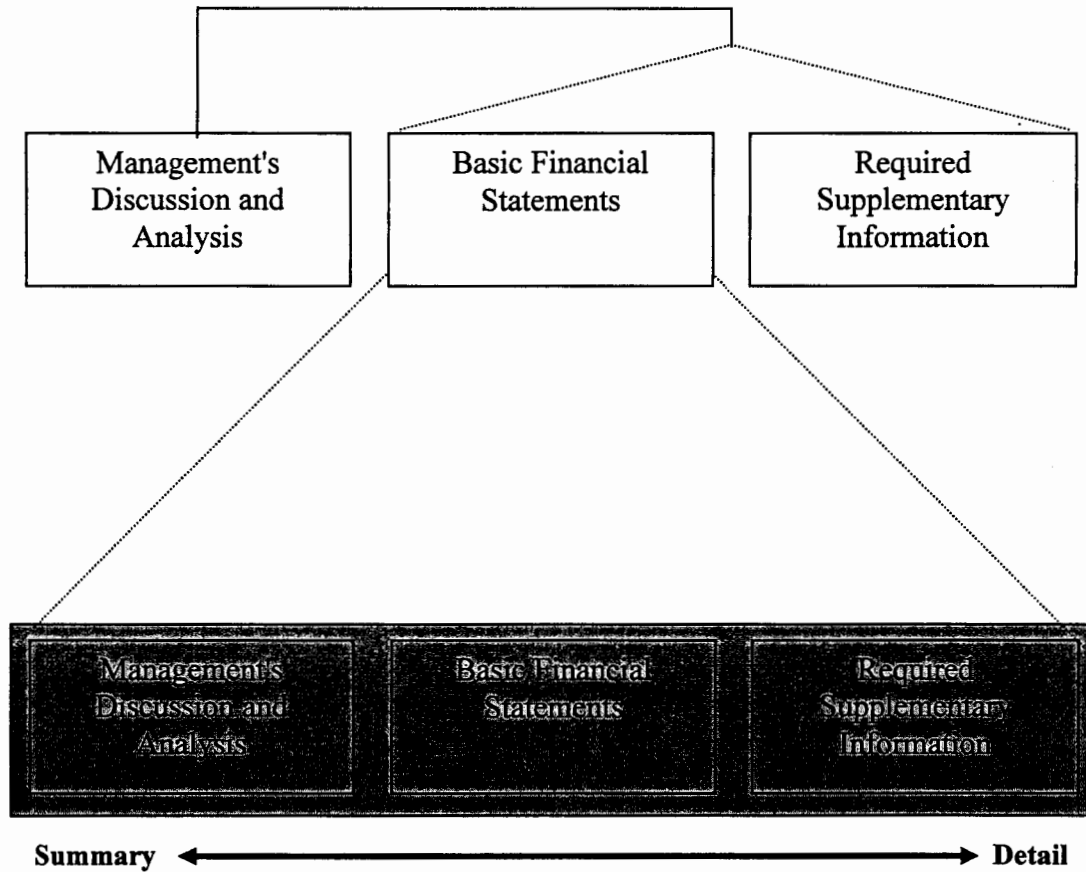 Management's
Discussion and
Analysis
Basic Financial
Statements
Required
Supplementary
Information
Management's
Discussion and
Analysis
Basic Financial
Statements
Required
Supplementary
Information
Summary
Detail